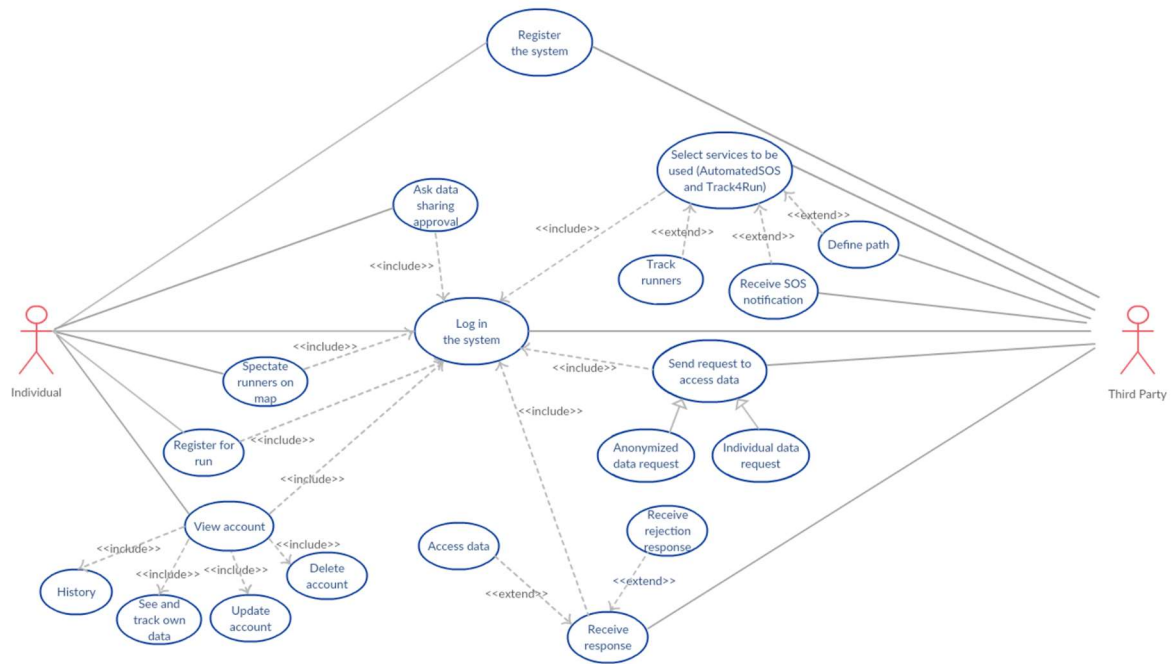 Register
the system
Select services to be
used (AutomatedSOS
and Track4Run)
Ask data
sharing
approval
<<extend>>
<<include>>
<<extend>>
<<extend>>
Define path
<<include>>
Track
runners
Receive SOS
notification
Log in
the system
<<include>>
Individual
Spectate
runners on
map
<<include>>
Send request to
access data
Third Party
<<include>>
<<include>>
Register for
run
Anonymized
data request
Individual data
request
<<include>>
View account
Receive
rejection
response
Access data
<<include>>
<<include>>
<<include>>
<<include>>
Delete
account
<<extend>>
<<extend>>
History
See and
track own
data
Update
account
Receive
response